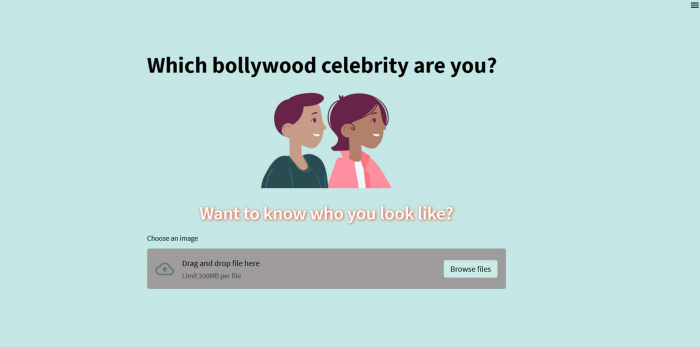 Which bollywood celebrity are you?
Want to know who you look like?
Choose an image
Drag and drop file here
Limit 200MB per file
Browse files